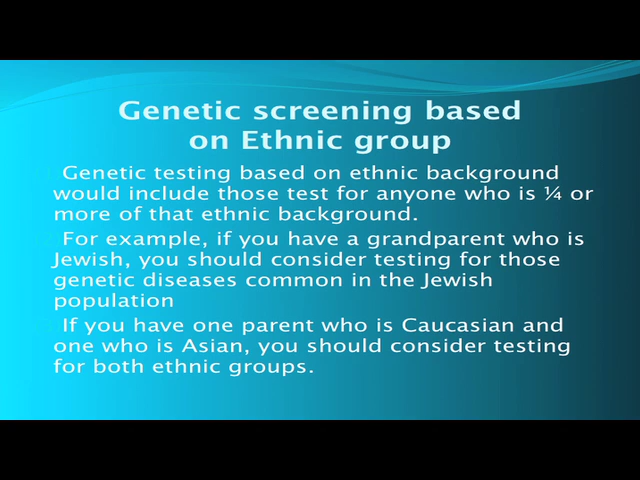 Genetic screening based
on Ethnic group
Genetic testing based on ethnic background
would include those test for anyone who is ¼ or
more of that ethnic background.
For example, if you have a grandparent who is
Jewish, you should consider testing for those
genetic diseases common in the Jewish
population
If you have one parent who is Caucasian and
one who is Asian, you should consider testing
for both ethnic groups.